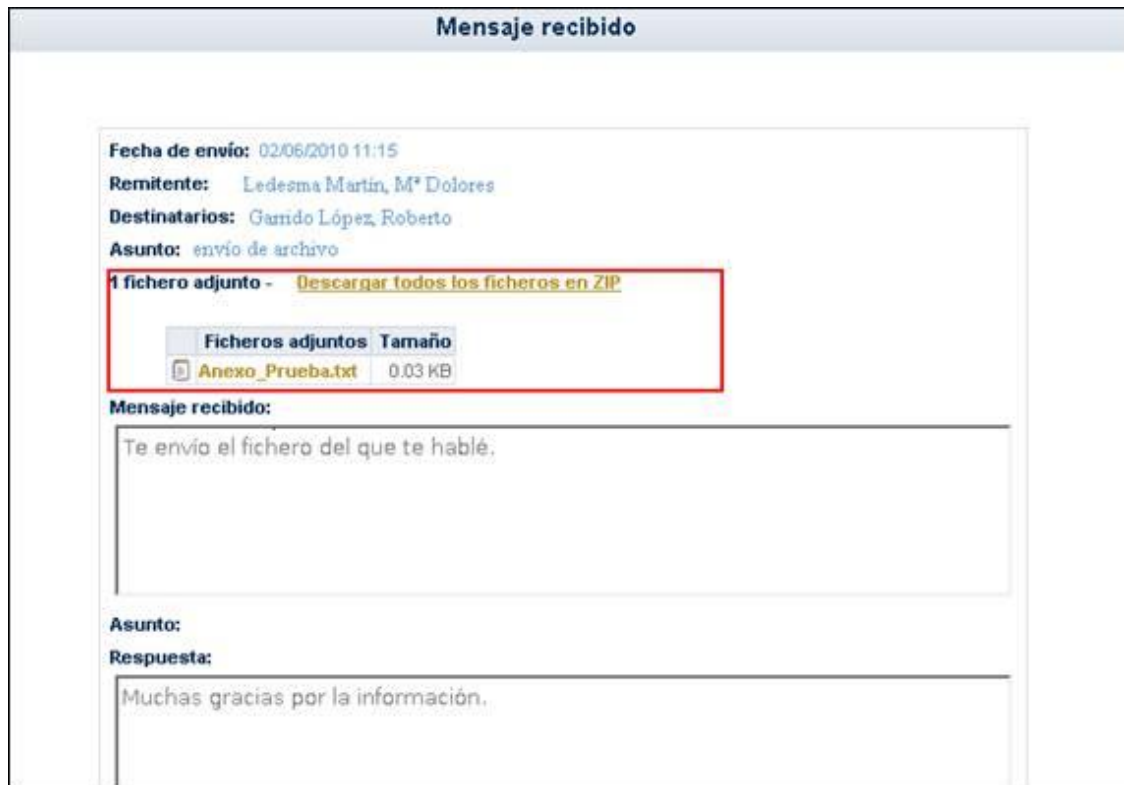 Mensaje recibido
Fecha de envío: 02/06/2010 11:15
Remitente: Ledesma Martín, Mª Dolores
Destinatarios: Garrido López, Roberto
Asunto: envío de archivo
1 fichero adjunto - Descargar todos los ficheros en ZIP
Ficheros adjuntos Tamaño
Anexo_Prueba.txt 0.03 KB
Mensaje recibido:
Te envío el fichero del que te hablé.
Asunto:
Respuesta:
Muchas gracias por la información.